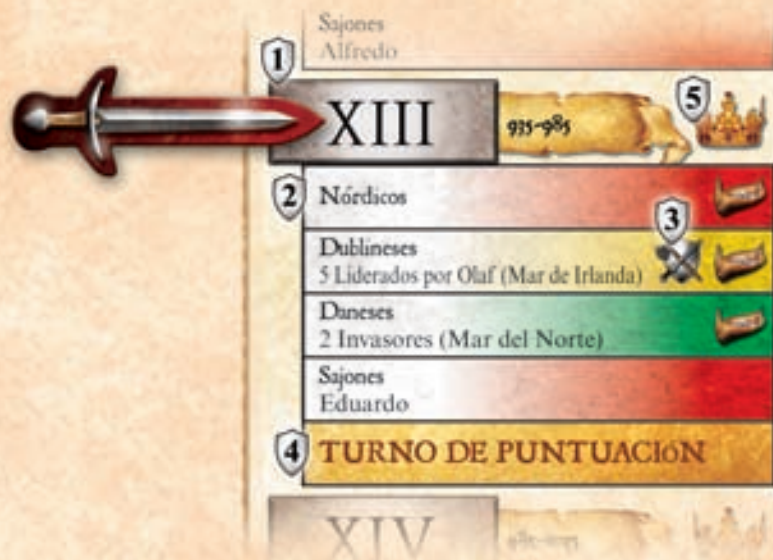 Sajones
Alfredo
1
XIII
935-985
5
2
Nórdicos
3
Dublineses
5 Liderados por Olaf (Mar de Irlanda)
Daneses
2 Invasores (Mar del Norte)
Sajones
Eduardo
4
TURNO DE PUNTUACIÓN
XIV